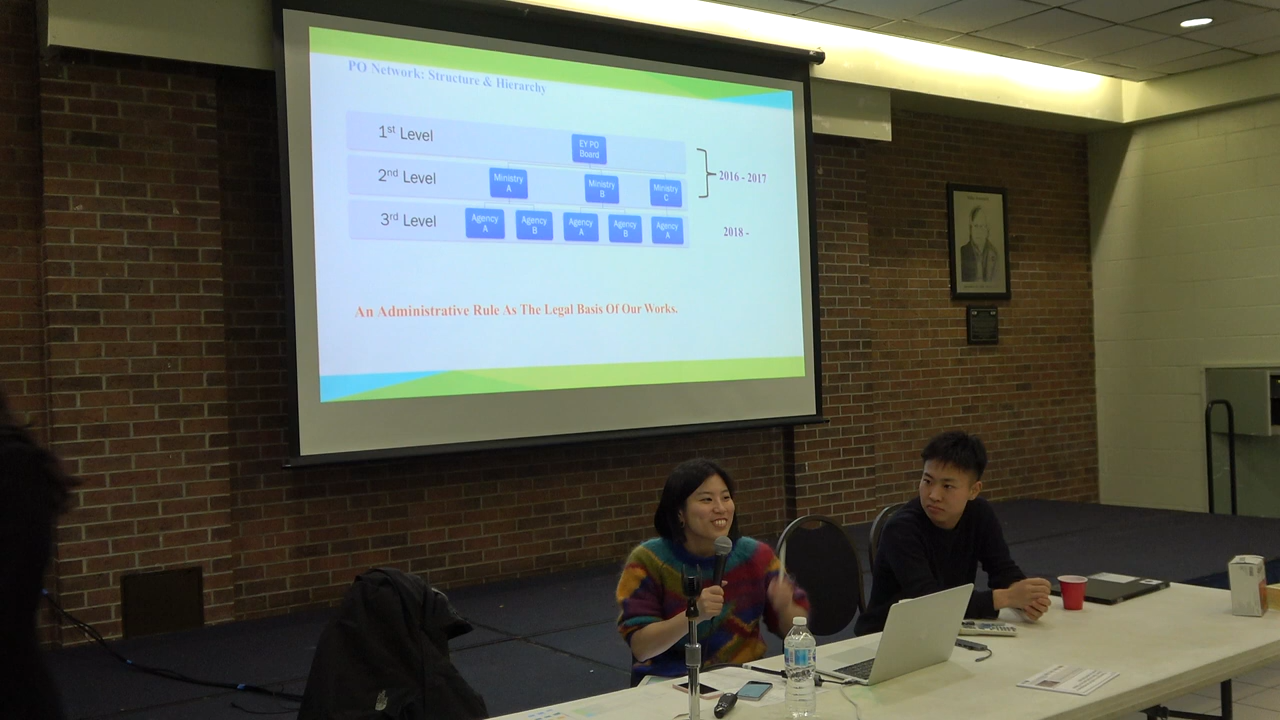 PO Network: Structure & Hierarchy
1st Level
EY PO
Board
2nd Level
Ministry
A
Ministry
B
Ministry
C
2016 - 2017
3rd Level
Agency
A
Agency
B
Agency
A
Agency
B
Agency
A
2018 -
An Administrative Rule As The Legal Basis Of Our Works.